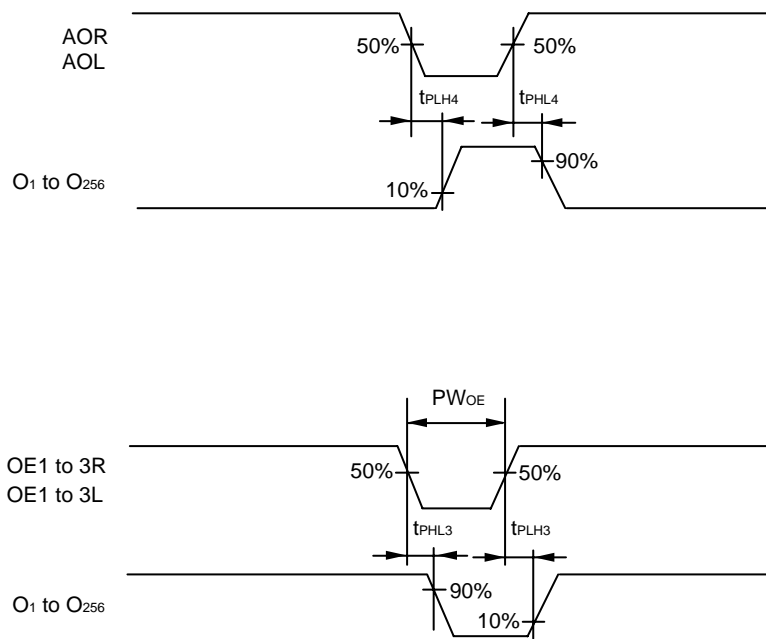 AOR
AOL
50%
50%
tPLH4
tPHL4
O1 to O256
10%
90%
PWOE
OE1 to 3R
OE1 to 3L
50%
50%
tPHL3
tPLH3
O1 to O256
90%
10%